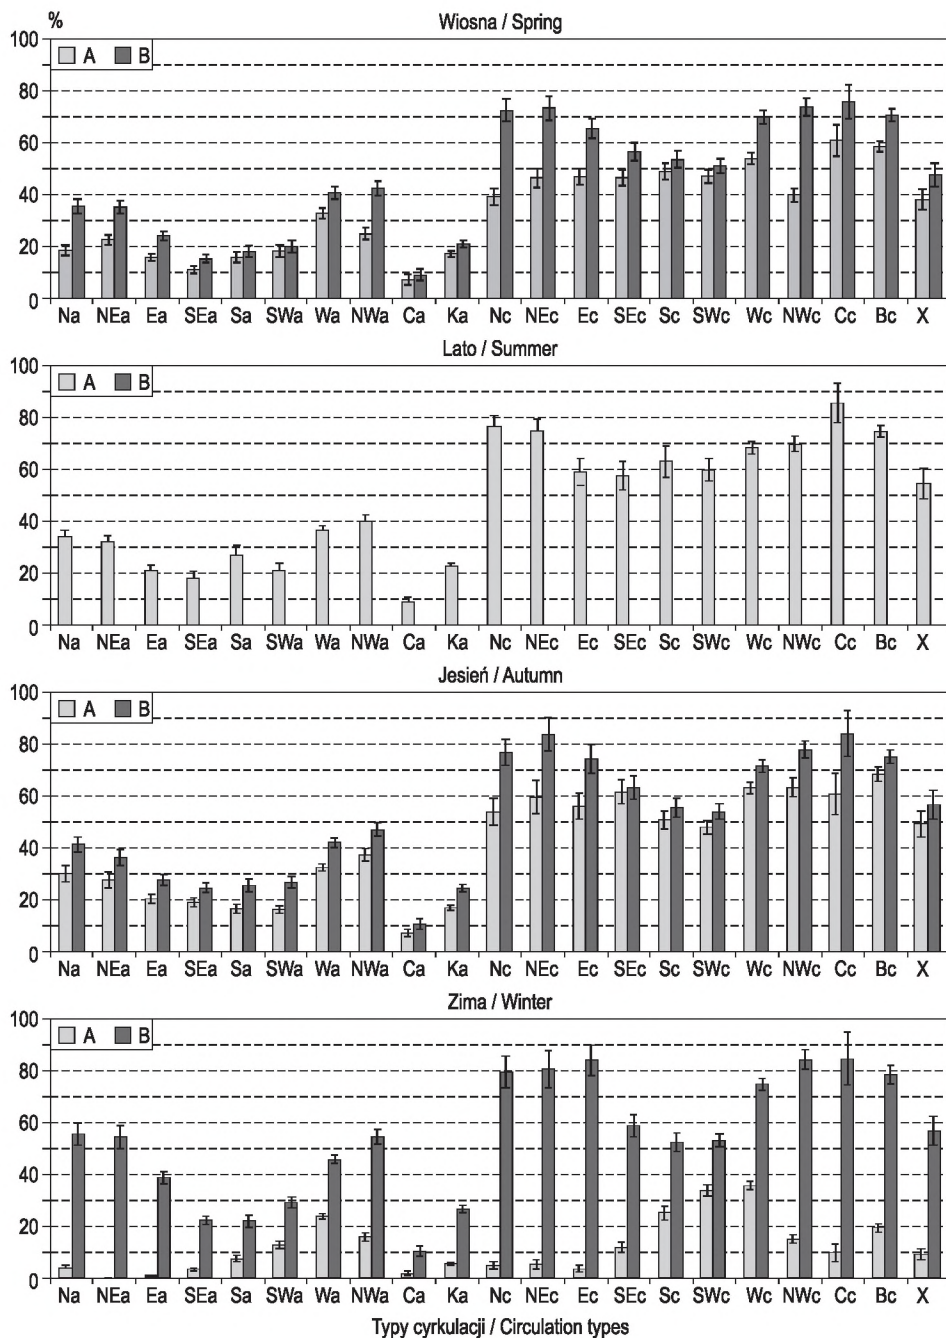 %
Wiosna / Spring
100
A B
80
60
40
20
0
Na NEa Ea SEa Sa SWa Wa NWa Ca Ka Nc NEc Ec SEc Sc SWc Wc NWc Cc Bc X
Lato / Summer
100
A B
80
60
40
20
0
Na NEa Ea SEa Sa SWa Wa NWa Ca Ka Nc NEc Ec SEc Sc SWc Wc NWc Cc Bc X
Jesień / Autumn
100
A B
80
60
40
20
0
Na NEa Ea SEa Sa SWa Wa NWa Ca Ka Nc NEc Ec SEc Sc SWc Wc NWc Cc Bc X
Zima / Winter
100
A B
80
60
40
20
0
Na NEa Ea SEa Sa SWa Wa NWa Ca Ka Nc NEc Ec SEc Sc SWc Wc NWc Cc Bc X
Typy cyrkulacji / Circulation types